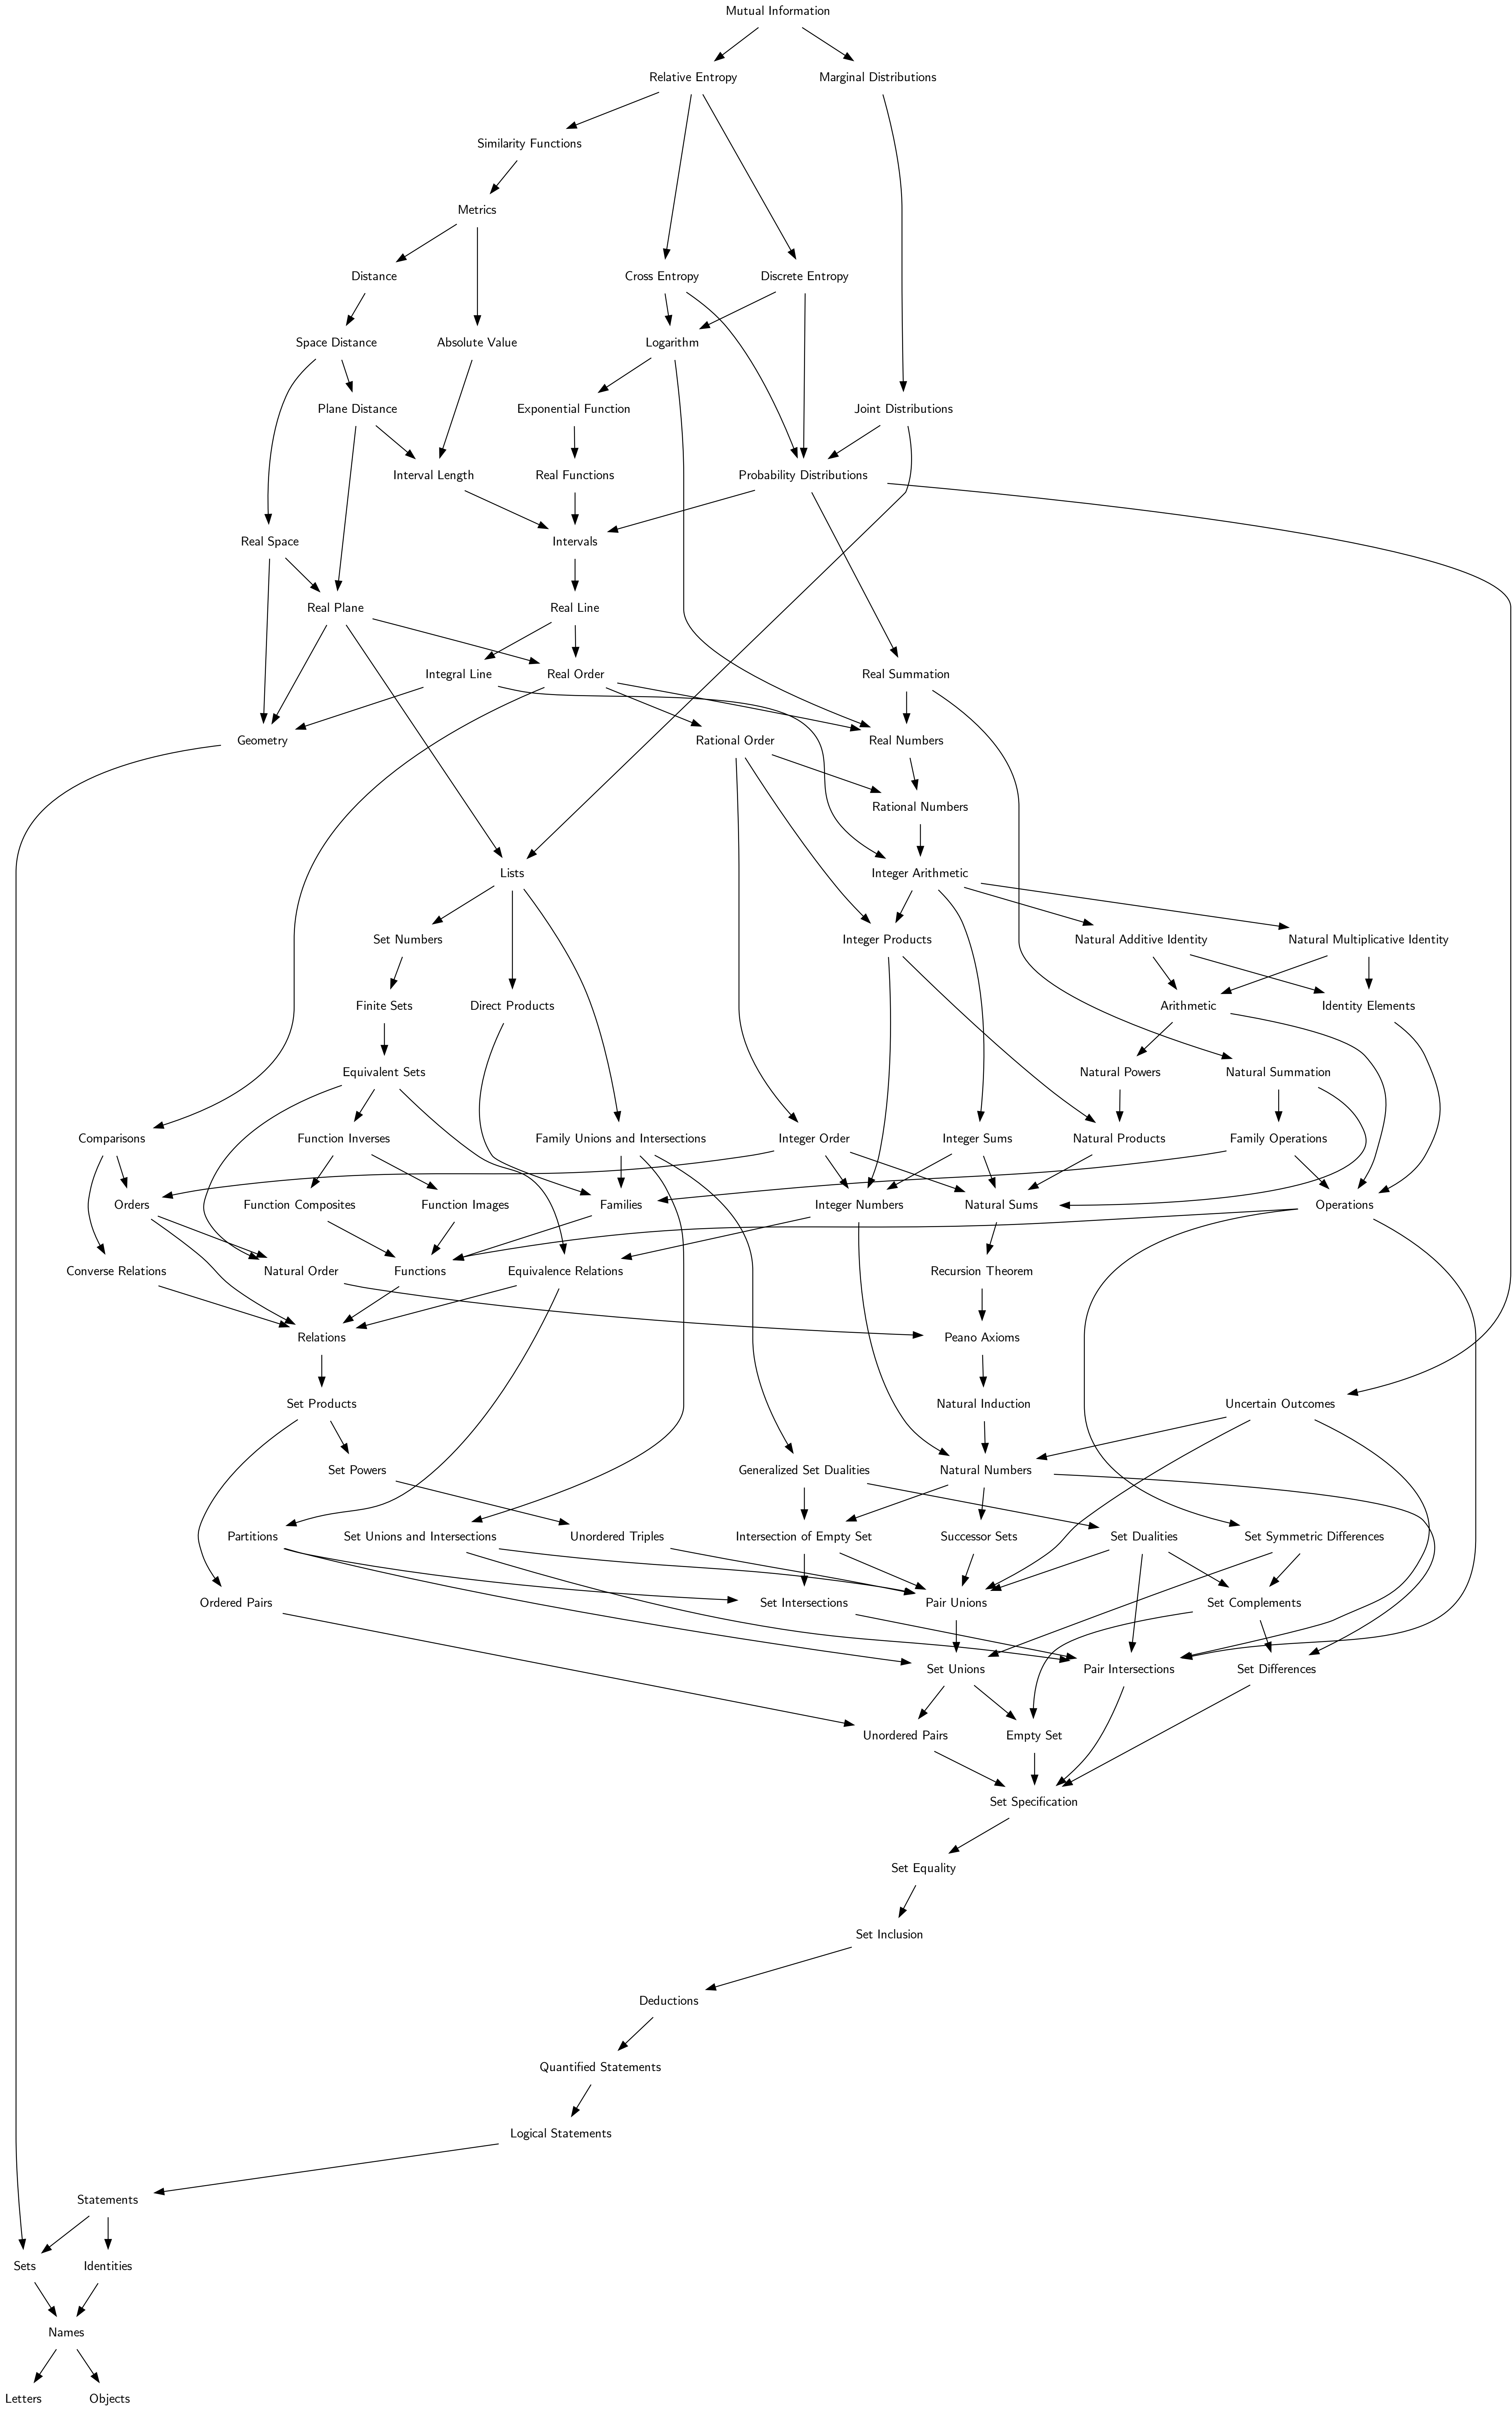 Mutual Information
Relative Entropy
Marginal Distributions
Similarity Functions
Metrics
Distance
Cross Entropy
Discrete Entropy
Space Distance
Absolute Value
Logarithm
Plane Distance
Exponential Function
Joint Distributions
Interval Length
Real Functions
Probability Distributions
Real Space
Intervals
Real Plane
Real Line
Integral Line
Real Order
Real Summation
Geometry
Rational Order
Real Numbers
Rational Numbers
Lists
Integer Arithmetic
Set Numbers
Integer Products
Natural Additive Identity
Natural Multiplicative Identity
Finite Sets
Direct Products
Arithmetic
Identity Elements
Equivalent Sets
Natural Powers
Natural Summation
Comparisons
Function Inverses
Family Unions and Intersections
Integer Order
Integer Sums
Natural Products
Family Operations
Orders
Function Composites
Function Images
Families
Integer Numbers
Natural Sums
Operations
Converse Relations
Natural Order
Functions
Equivalence Relations
Recursion Theorem
Relations
Peano Axioms
Set Products
Natural Induction
Uncertain Outcomes
Set Powers
Generalized Set Dualities
Natural Numbers
Partitions
Set Unions and Intersections
Unordered Triples
Intersection of Empty Set
Successor Sets
Set Dualities
Set Symmetric Differences
Ordered Pairs
Set Intersections
Pair Unions
Set Complements
Set Unions
Pair Intersections
Set Differences
Unordered Pairs
Empty Set
Set Specification
Set Equality
Set Inclusion
Deductions
Quantified Statements
Logical Statements
Statements
Sets
Identities
Names
Letters
Objects